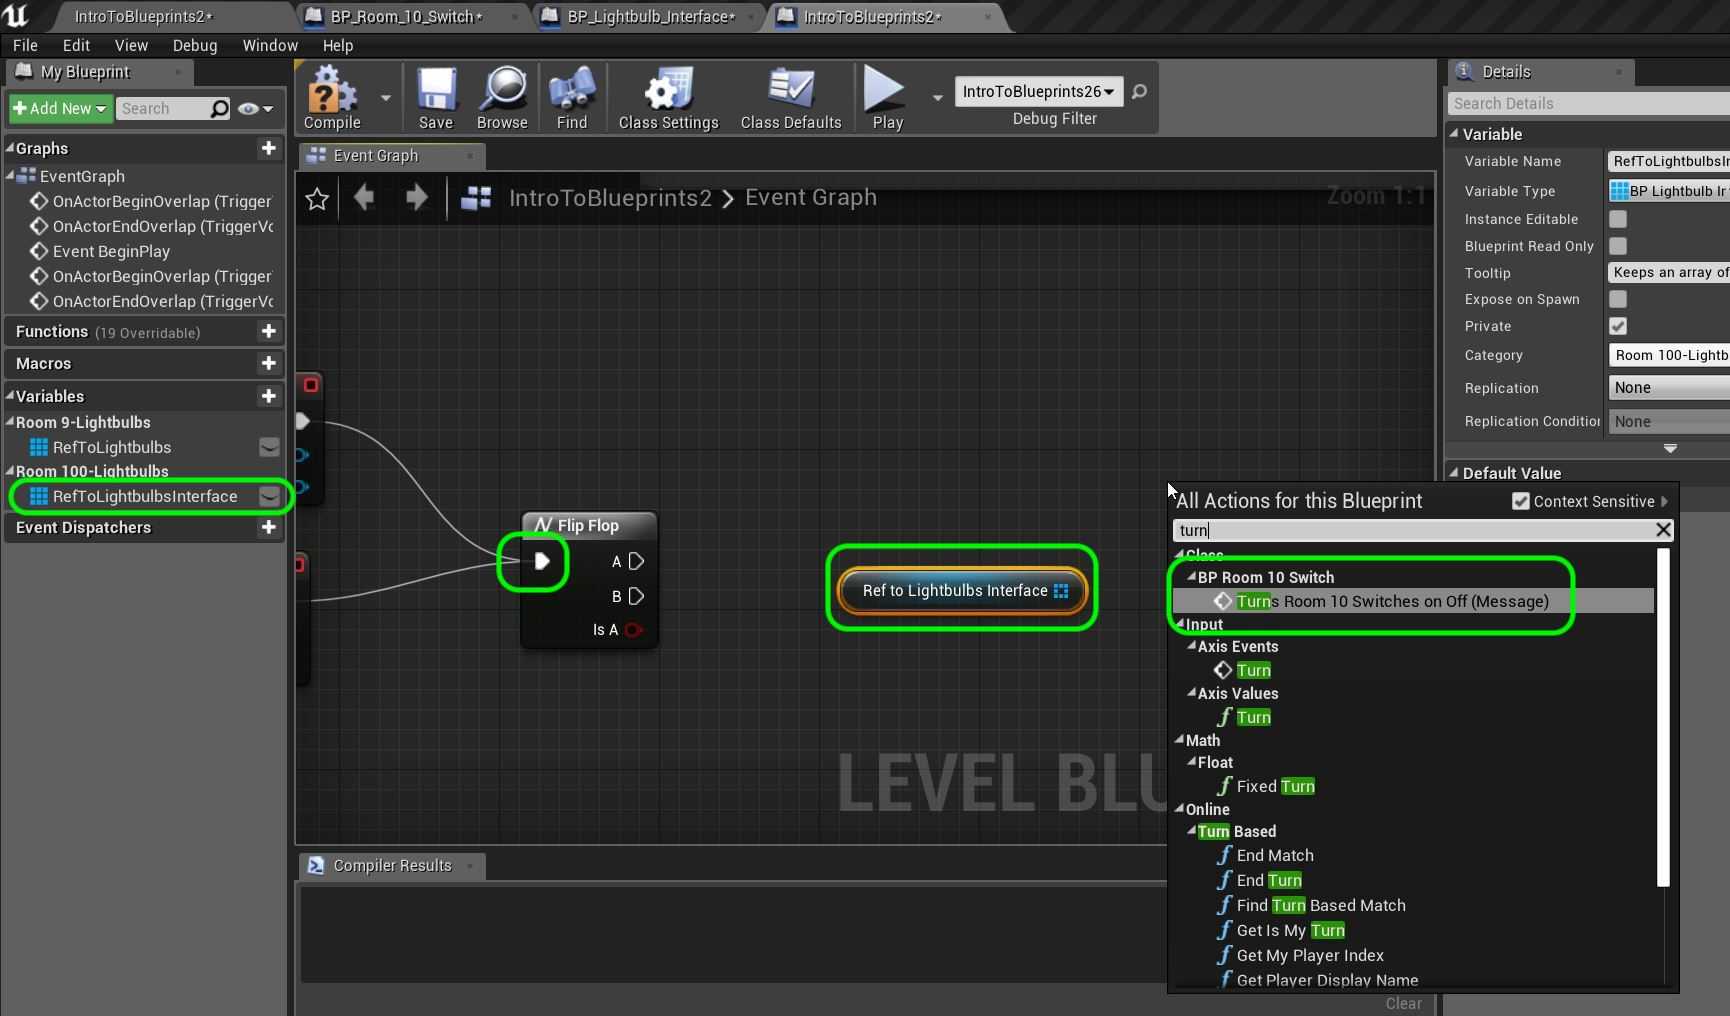 IntroToBlueprints2*
BP_Room_10_Switch*
BP_Lightbulb_Interface*
IntroToBlueprints2*
File Edit View Debug Window Help
My Blueprint
Add New
Search
Graphs
EventGraph
OnActorBeginOverlap (Trigger
OnActorEndOverlap (TriggerVo
Event BeginPlay
OnActorBeginOverlap (Trigger
OnActorEndOverlap (TriggerVo
Functions (19 Overridable)
Macros
Variables
Room 9-Lightbulbs
RefToLightbulbs
Room 100-Lightbulbs
RefToLightbulbsInterface
Event Dispatchers
Compile
Save
Browse
Find
Class Settings
Class Defaults
Play
IntroToBlueprints26
Debug Filter
Event Graph
IntroToBlueprints2 > Event Graph
Zoom 1:1
Flip Flop
A
B
Is A
Ref to Lightbulbs Interface
LEVEL BLU
Compiler Results
Clear
All Actions for this Blueprint
Context Sensitive
turn
Class
BP Room 10 Switch
Turns Room 10 Switches on Off (Message)
Input
Axis Events
Turn
Axis Values
Turn
Math
Float
Fixed Turn
Online
Turn Based
End Match
End Turn
Find Turn Based Match
Get Is My Turn
Get My Player Index
Get Player Display Name
Details
Search Details
Variable
Variable Name RefToLightbulbsIn
Variable Type BP Lightbulb Ir
Instance Editable
Blueprint Read Only
Tooltip Keeps an array of
Expose on Spawn
Private
Category Room 100-Lightb
Replication None
Replication Condition None
Default Value